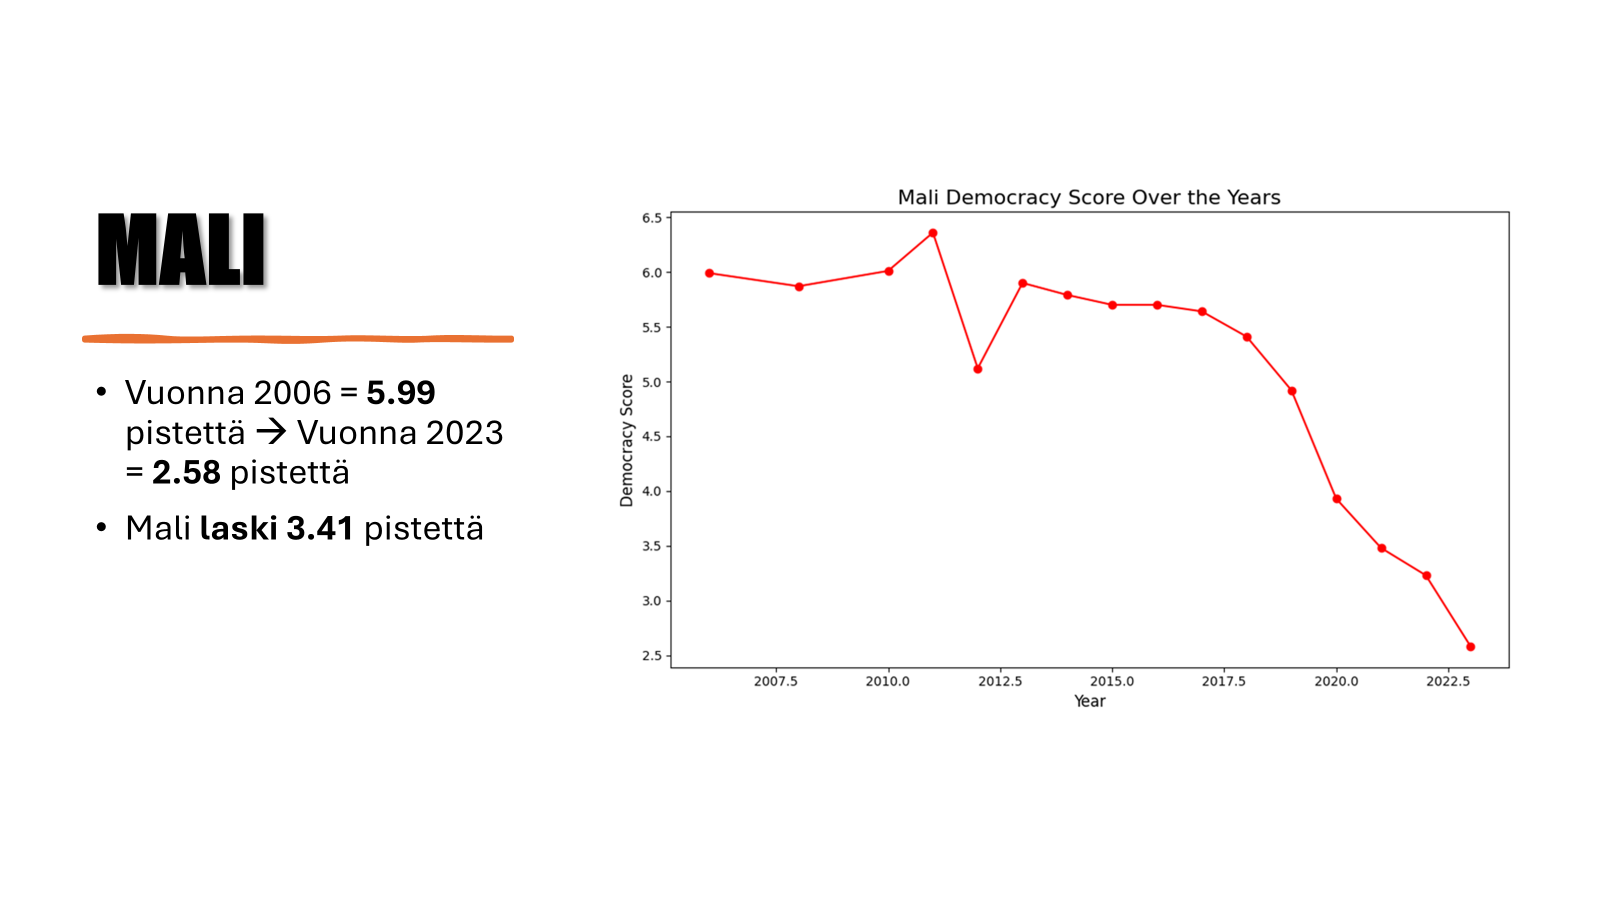 MALI
• Vuonna 2006 = 5.99
pistettä → Vuonna 2023
= 2.58 pistettä
• Mali laski 3.41 pistettä
Mali Democracy Score Over the Years
Democracy Score
6.5
6.0
5.5
5.0
4.5
4.0
3.5
3.0
2.5
2007.5 2010.0 2012.5 2015.0 2017.5 2020.0 2022.5
Year